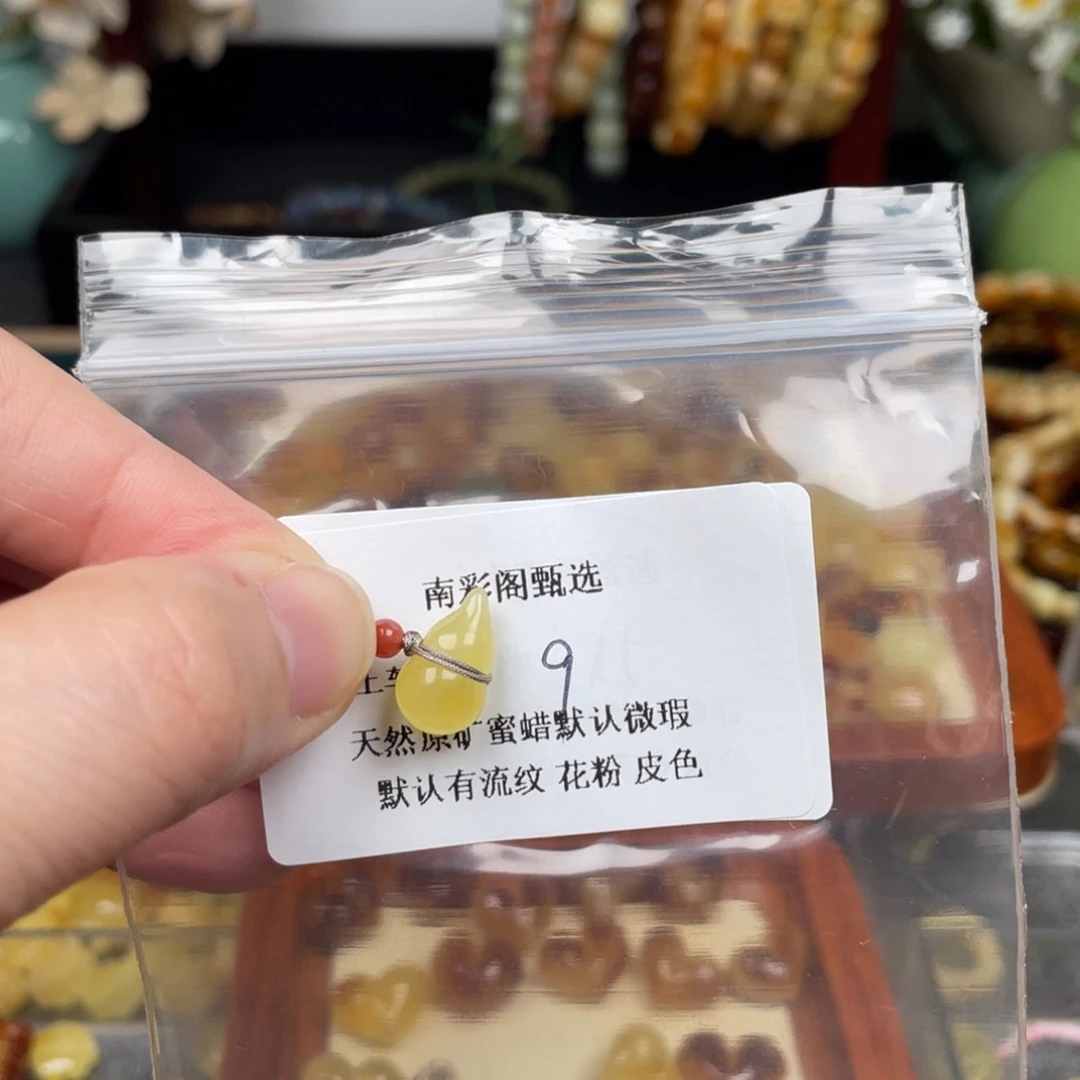 南彩阁甄选
9
天然原矿蜜蜡默认微瑕
默认有流纹 花粉 皮色